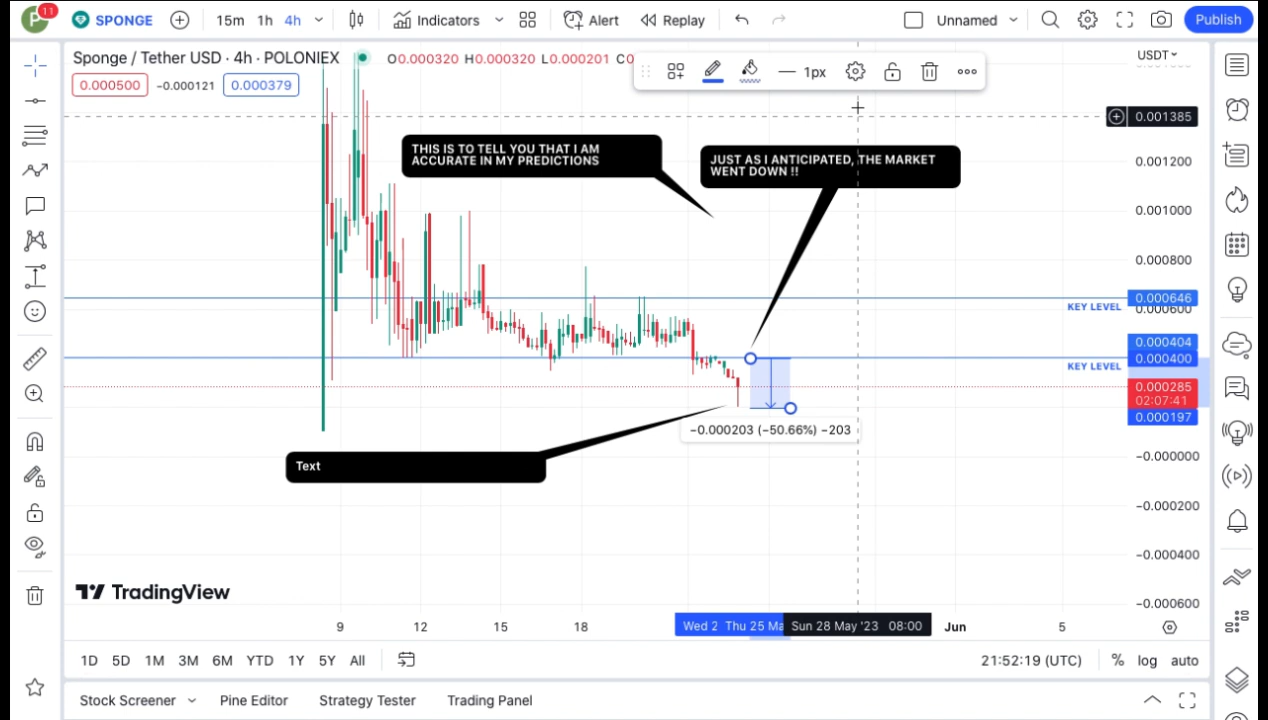 P 11 SPONGE 15m 1h 4h Indicators Alert Replay Unnamed Publish
Sponge / Tether USD · 4h · POLONIEX O0.000320 H0.000320 L0.000201 C0
1px
USDT
0.000500 −0.000121 0.000379
0.001385
THIS IS TO TELL YOU THAT I AM
ACCURATE IN MY PREDICTIONS
JUST AS I ANTICIPATED, THE MARKET
WENT DOWN !!
0.001200
0.001000
0.000800
0.000646
KEY LEVEL
0.000600
0.000404
0.000400
KEY LEVEL
0.000285
02:07:41
0.000197
−0.000203 (−50.66%) −203
Text
−0.000000
−0.000200
−0.000400
−0.000600
TradingView
9 12 15 18 Wed 2 Thu 25 Ma Sun 28 May '23 08:00 Jun 5
1D 5D 1M 3M 6M YTD 1Y 5Y All 21:52:19 (UTC) % log auto
Stock Screener Pine Editor Strategy Tester Trading Panel